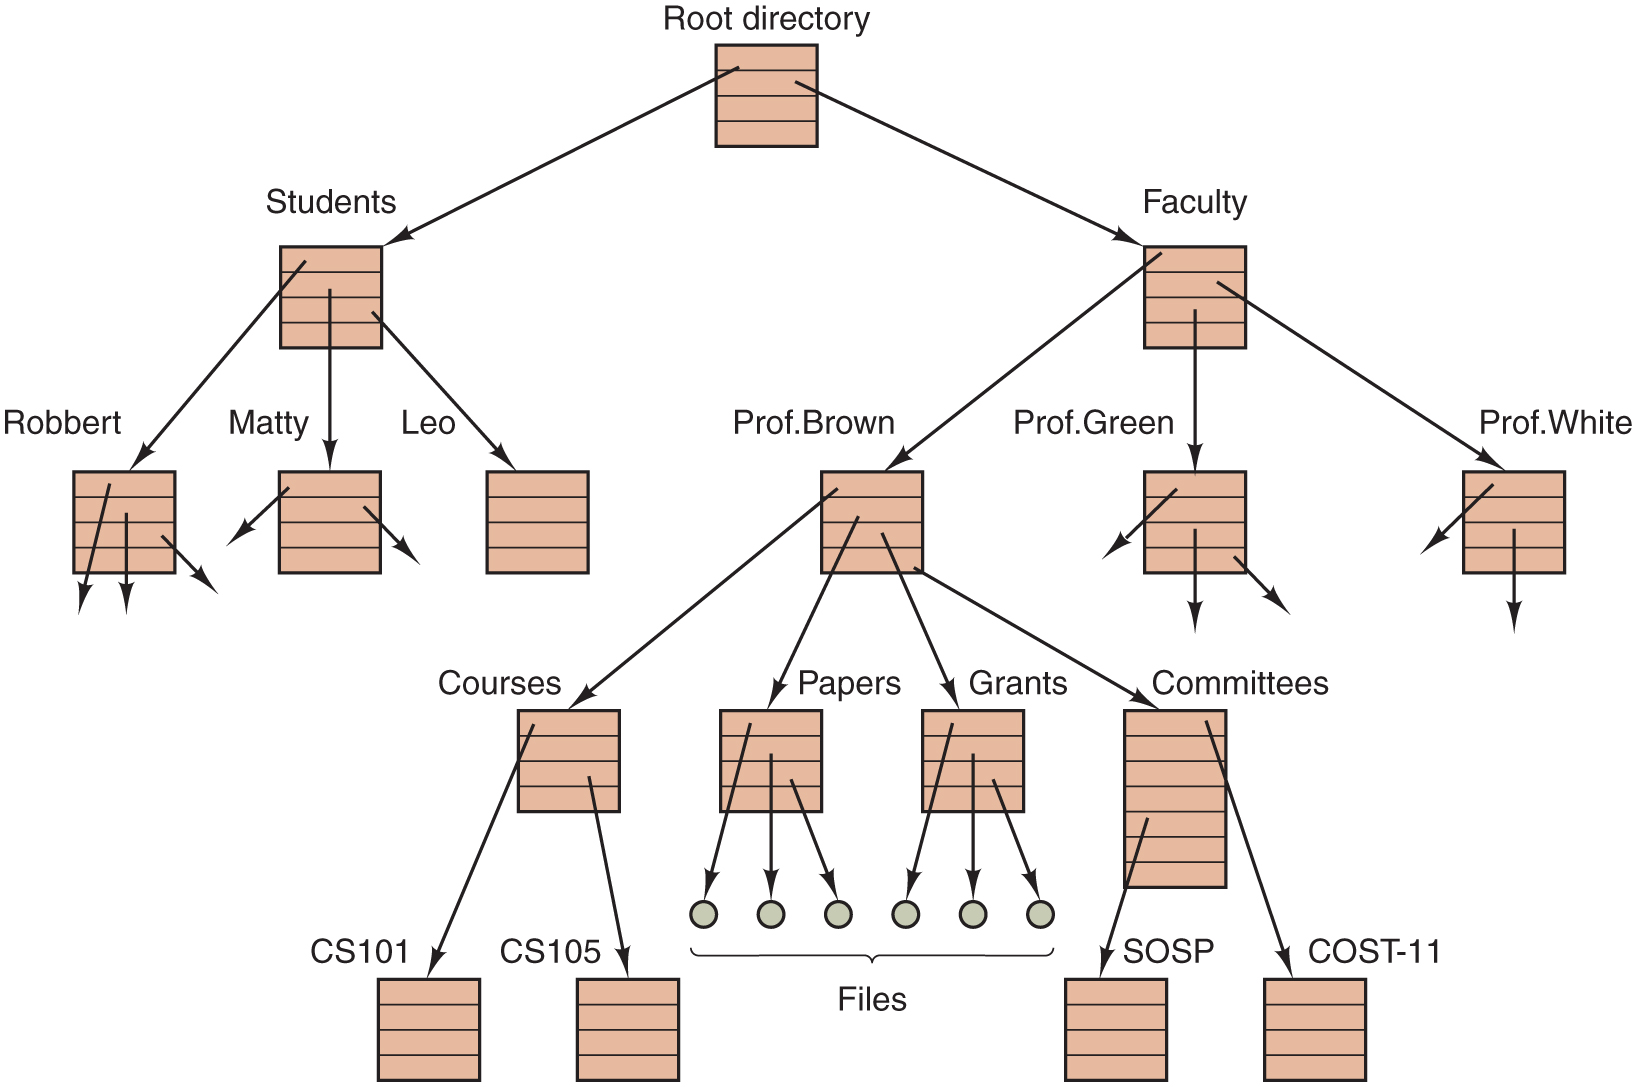 Root directory
Students
Faculty
Robbert
Matty
Leo
Prof.Brown
Prof.Green
Prof.White
Courses
Papers
Grants
Committees
CS101
CS105
SOSP
COST-11
Files